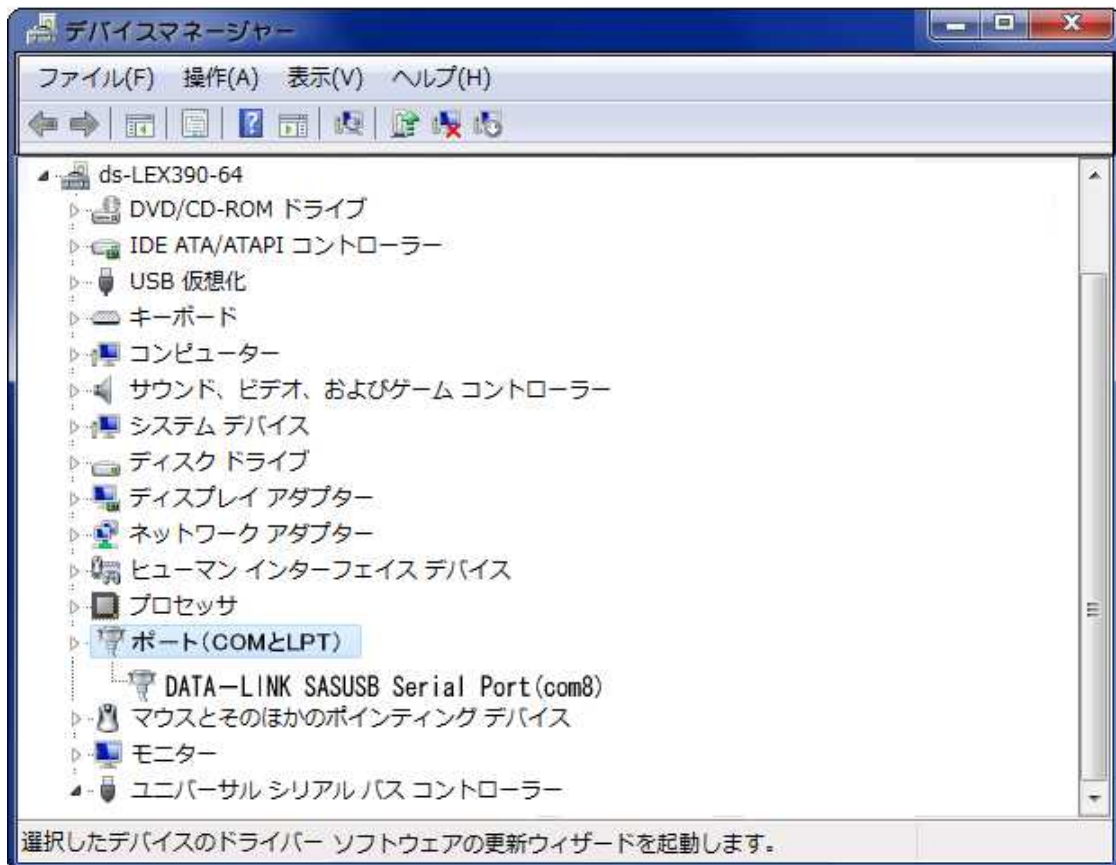 デバイスマネージャー
ファイル(F) 操作(A) 表示(V) ヘルプ(H)
ds-LEX390-64
DVD/CD-ROM ドライブ
IDE ATA/ATAPI コントローラー
USB 仮想化
キーボード
コンピューター
サウンド、ビデオ、およびゲーム コントローラー
システム デバイス
ディスク ドライブ
ディスプレイ アダプター
ネットワーク アダプター
ヒューマン インターフェイス デバイス
プロセッサ
ポート(COMとLPT)
DATA－LINK SASUSB Serial Port(com8)
マウスとそのほかのポインティング デバイス
モニター
ユニバーサル シリアル バス コントローラー
選択したデバイスのドライバー ソフトウェアの更新ウィザードを起動します。